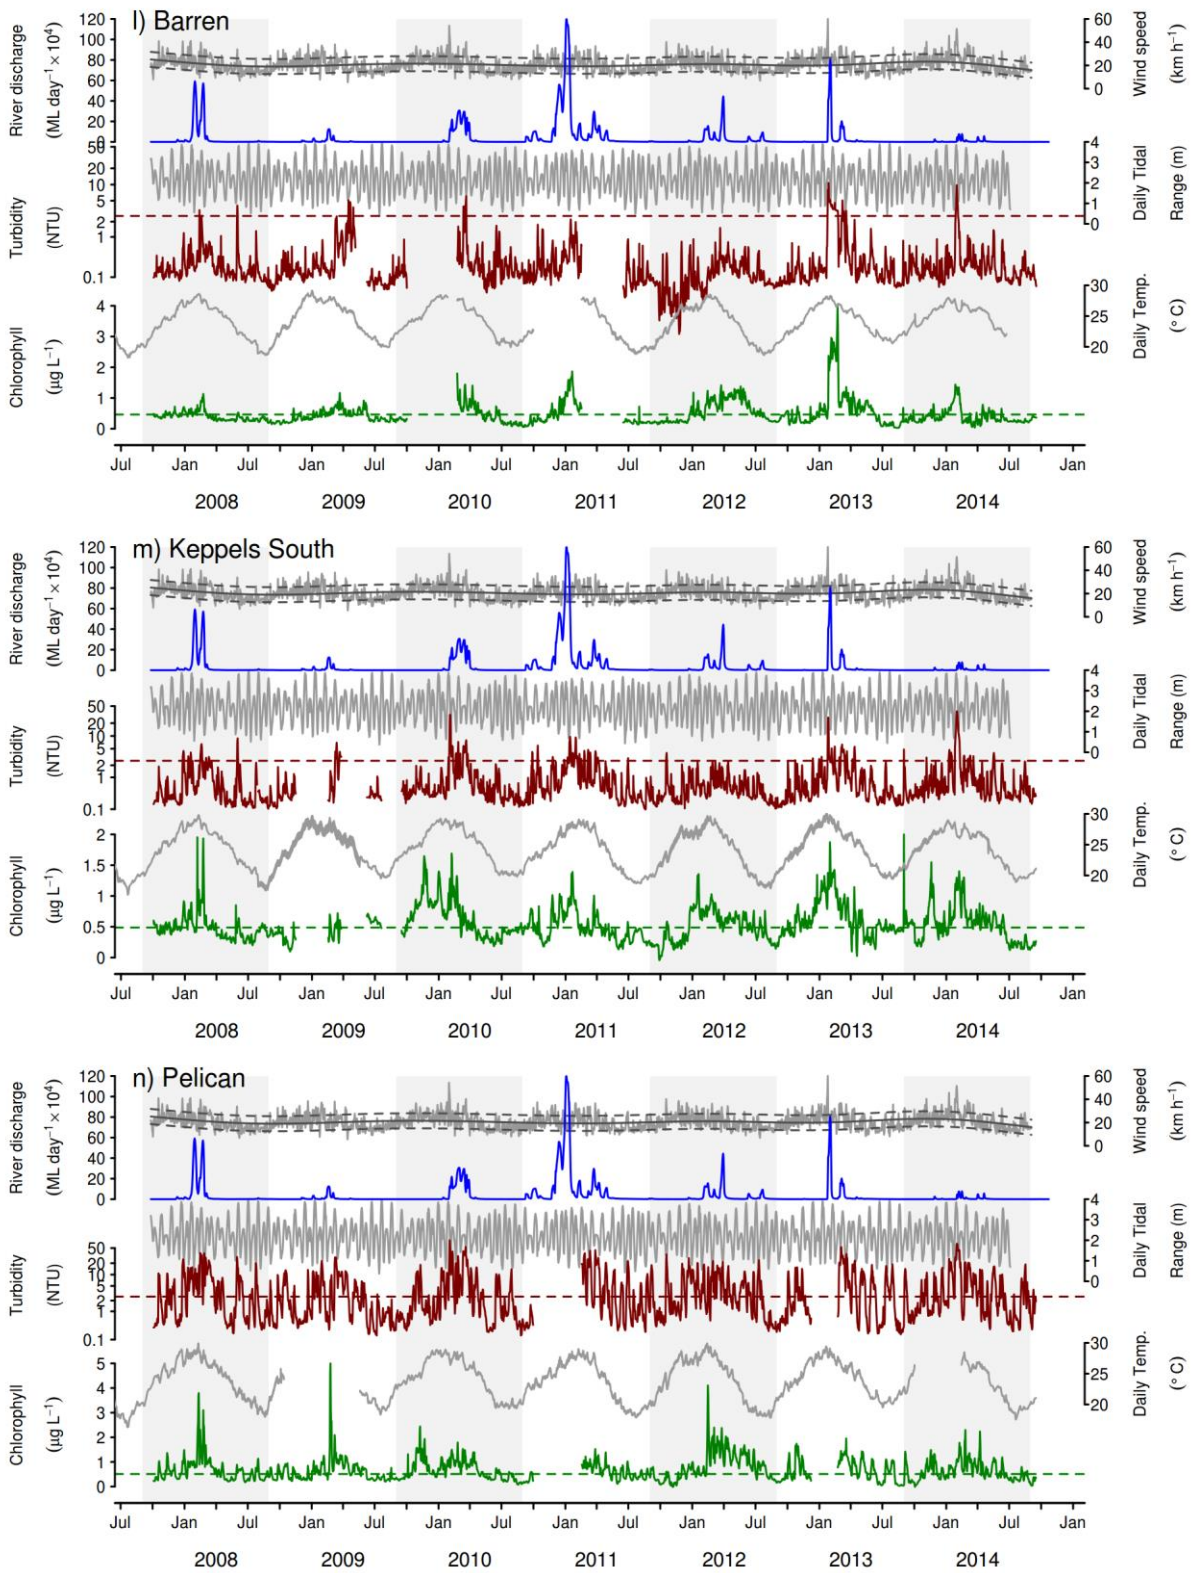 l) Barren
River discharge
(ML day⁻¹ × 10⁴)
120
100
80
60
40
20
0
60
40
20
0
Wind speed
(km h⁻¹)
Turbidity
(NTU)
50
20
10
5
2
1
0.1
4
3
2
1
0
Daily Tidal
Range (m)
Chlorophyll
(µg L⁻¹)
4
3
2
1
0
30
25
20
Daily Temp.
(° C)
Jul Jan Jul Jan Jul Jan Jul Jan Jul Jan Jul Jan Jul Jan Jul Jan
2008 2009 2010 2011 2012 2013 2014
m) Keppels South
River discharge
(ML day⁻¹ × 10⁴)
120
100
80
60
40
20
0
60
40
20
0
Wind speed
(km h⁻¹)
Turbidity
(NTU)
50
20
10
5
2
1
0.1
4
3
2
1
0
Daily Tidal
Range (m)
Chlorophyll
(µg L⁻¹)
2
1.5
1
0.5
0
30
25
20
Daily Temp.
(° C)
Jul Jan Jul Jan Jul Jan Jul Jan Jul Jan Jul Jan Jul Jan Jul Jan
2008 2009 2010 2011 2012 2013 2014
n) Pelican
River discharge
(ML day⁻¹ × 10⁴)
120
100
80
60
40
20
0
60
40
20
0
Wind speed
(km h⁻¹)
Turbidity
(NTU)
50
20
10
5
2
1
0.1
4
3
2
1
0
Daily Tidal
Range (m)
Chlorophyll
(µg L⁻¹)
5
4
3
2
1
0
30
25
20
Daily Temp.
(° C)
Jul Jan Jul Jan Jul Jan Jul Jan Jul Jan Jul Jan Jul Jan Jul Jan
2008 2009 2010 2011 2012 2013 2014